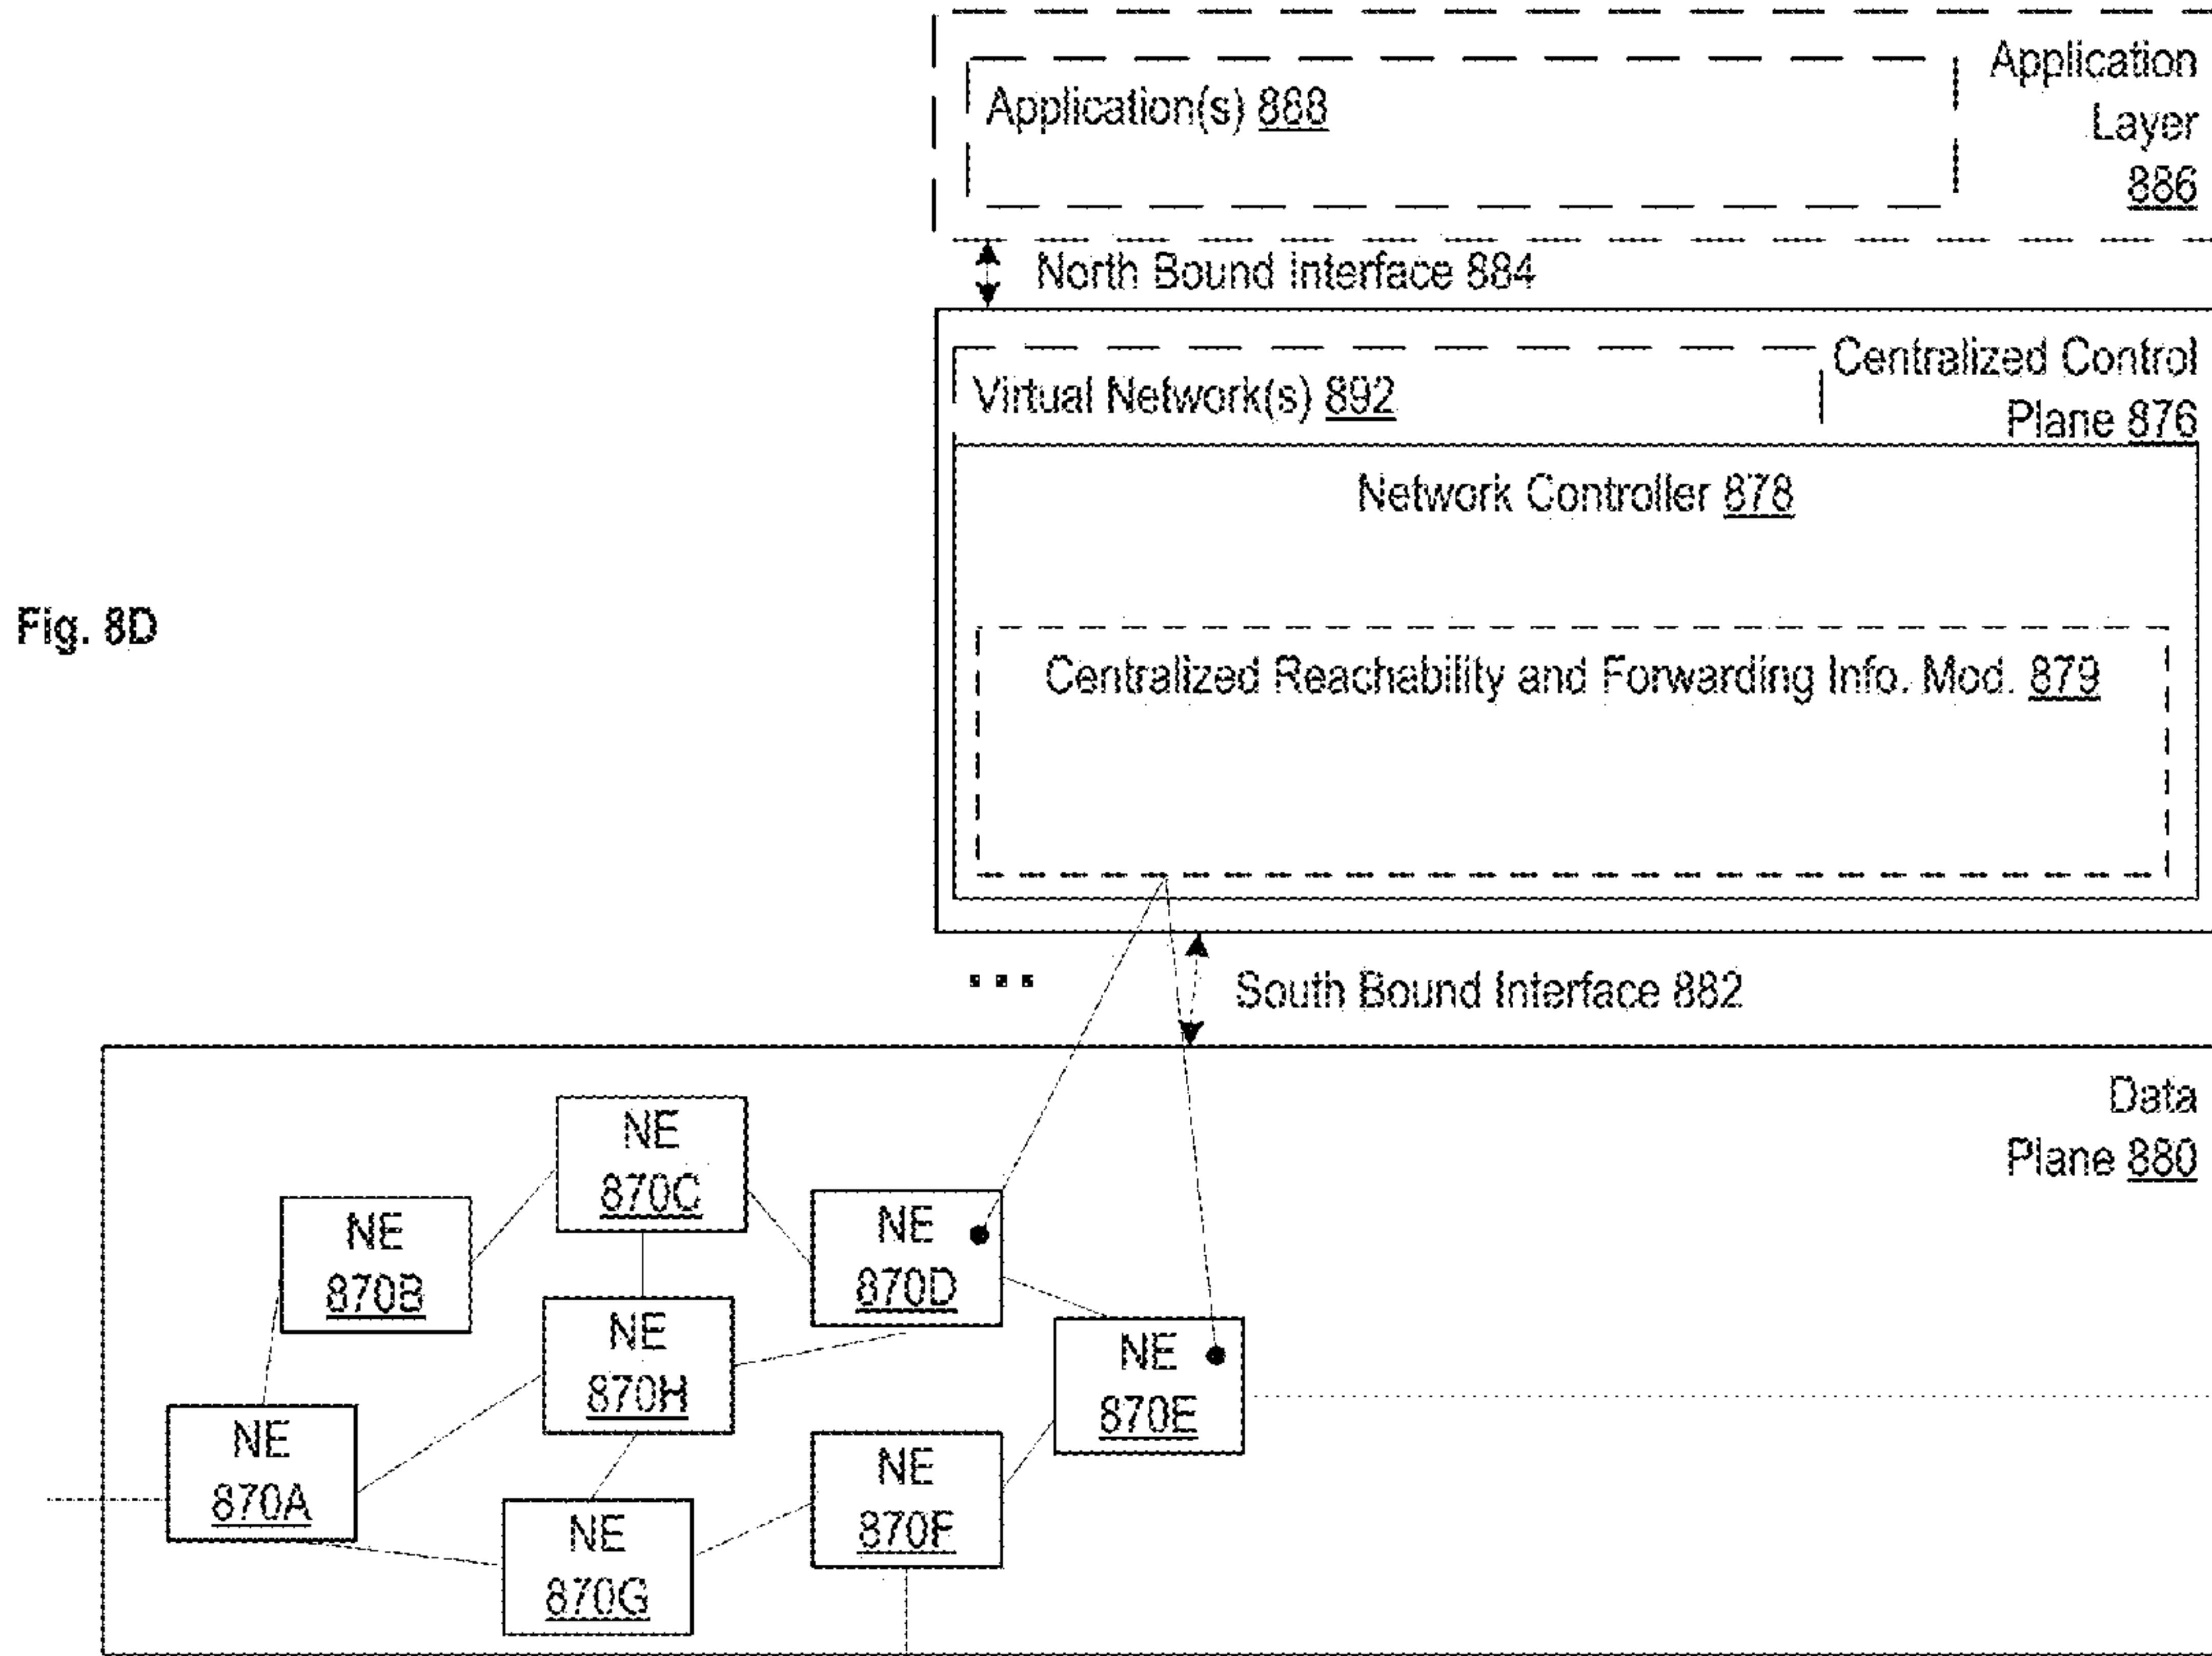 Application
Layer
886
Application(s) 888
North Bound Interface 884
Centralized Control
Plane 876
Virtual Network(s) 892
Network Controller 878
Fig. 8D
Centralized Reachability and Forwarding Info. Mod. 879
...
South Bound Interface 882
Data
Plane 880
NE
870C
NE
870B
NE
870D
NE
870H
NE
870E
NE
870A
NE
870F
NE
870G